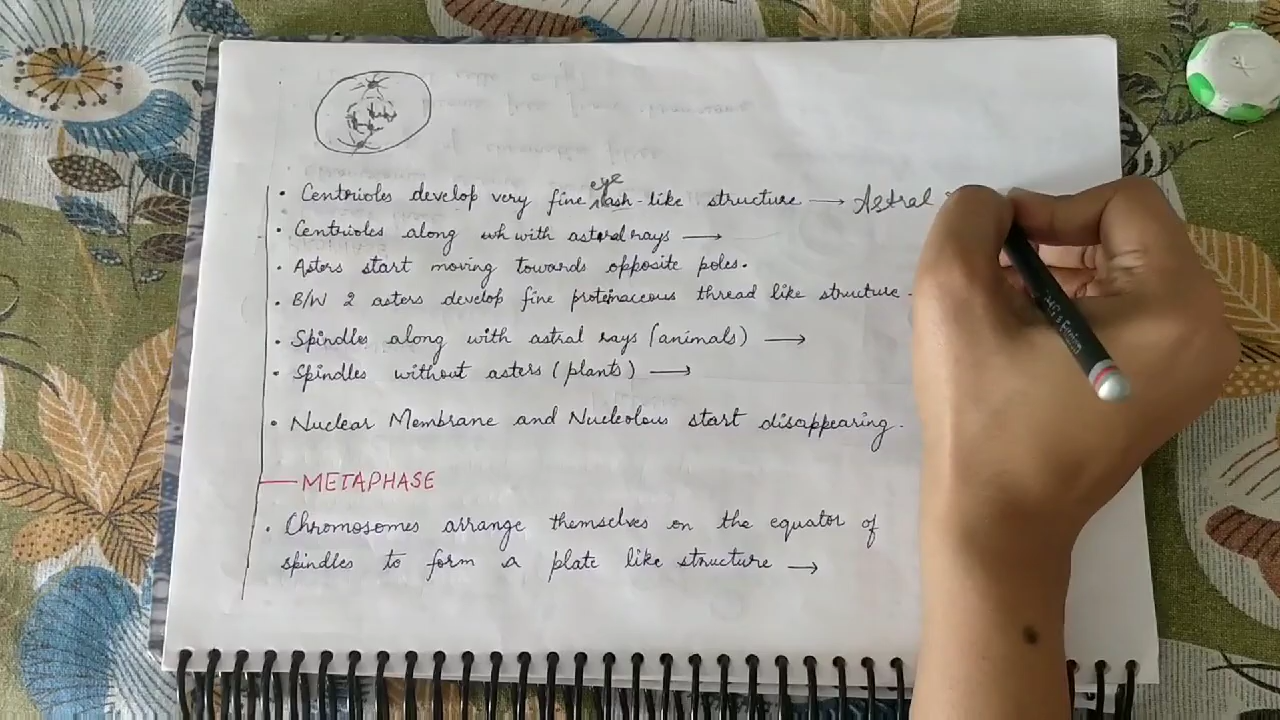 • Centrioles develop very fine eye lash-like structure → Astral
• Centrioles along wh with astral rays →
• Asters start moving towards opposite poles.
• B/W 2 asters develop fine proteinaceous thread like structure.
• Spindles along with astral rays (animals) →
• Spindles without asters (plants) →
• Nuclear Membrane and Nucleolous start disappearing.
METAPHASE
• Chromosomes arrange themselves on the equator of
spindles to form a plate like structure →